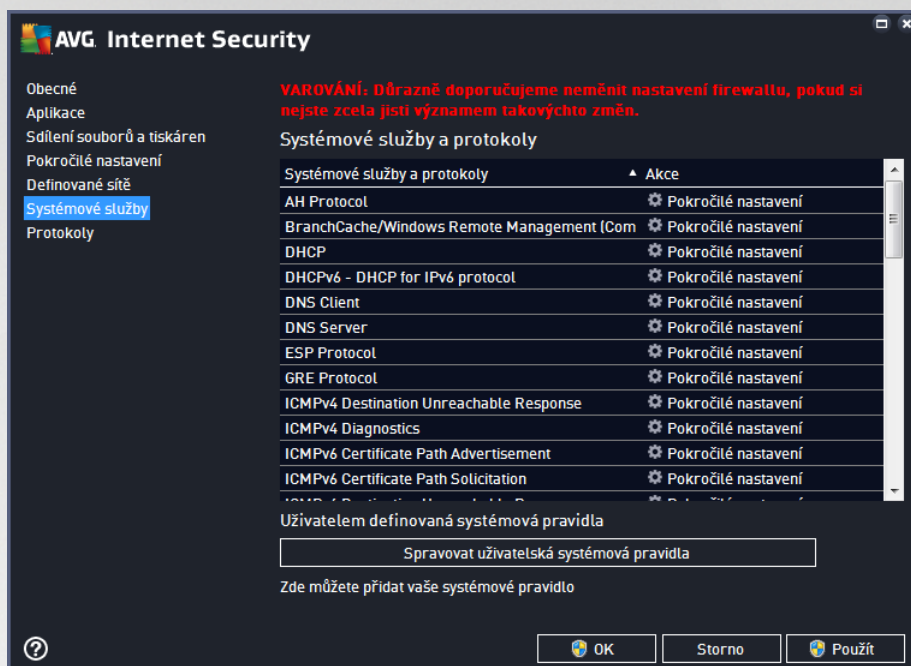 AVG Internet Security
Obecné
Aplikace
Sdílení souborů a tiskáren
Pokročilé nastavení
Definované sítě
Systémové služby
Protokoly
VAROVÁNÍ: Důrazně doporučujeme neměnit nastavení firewallu, pokud si
nejste zcela jisti významem takovýchto změn.
Systémové služby a protokoly
Systémové služby a protokoly Akce
AH Protocol Pokročilé nastavení
BranchCache/Windows Remote Management (Com Pokročilé nastavení
DHCP Pokročilé nastavení
DHCPv6 - DHCP for IPv6 protocol Pokročilé nastavení
DNS Client Pokročilé nastavení
DNS Server Pokročilé nastavení
ESP Protocol Pokročilé nastavení
GRE Protocol Pokročilé nastavení
ICMPv4 Destination Unreachable Response Pokročilé nastavení
ICMPv4 Diagnostics Pokročilé nastavení
ICMPv6 Certificate Path Advertisement Pokročilé nastavení
ICMPv6 Certificate Path Solicitation Pokročilé nastavení
Uživatelem definovaná systémová pravidla
Spravovat uživatelská systémová pravidla
Zde můžete přidat vaše systémové pravidlo
OK Storno Použít